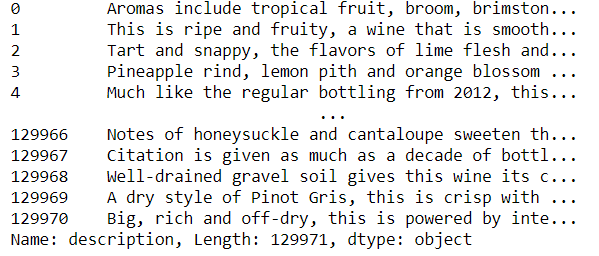 0 Aromas include tropical fruit, broom, brimston...
1 This is ripe and fruity, a wine that is smooth...
2 Tart and snappy, the flavors of lime flesh and...
3 Pineapple rind, lemon pith and orange blossom ...
4 Much like the regular bottling from 2012, this...
...
129966 Notes of honeysuckle and cantaloupe sweeten th...
129967 Citation is given as much as a decade of bottl...
129968 Well-drained gravel soil gives this wine its c...
129969 A dry style of Pinot Gris, this is crisp with ...
129970 Big, rich and off-dry, this is powered by inte...
Name: description, Length: 129971, dtype: object